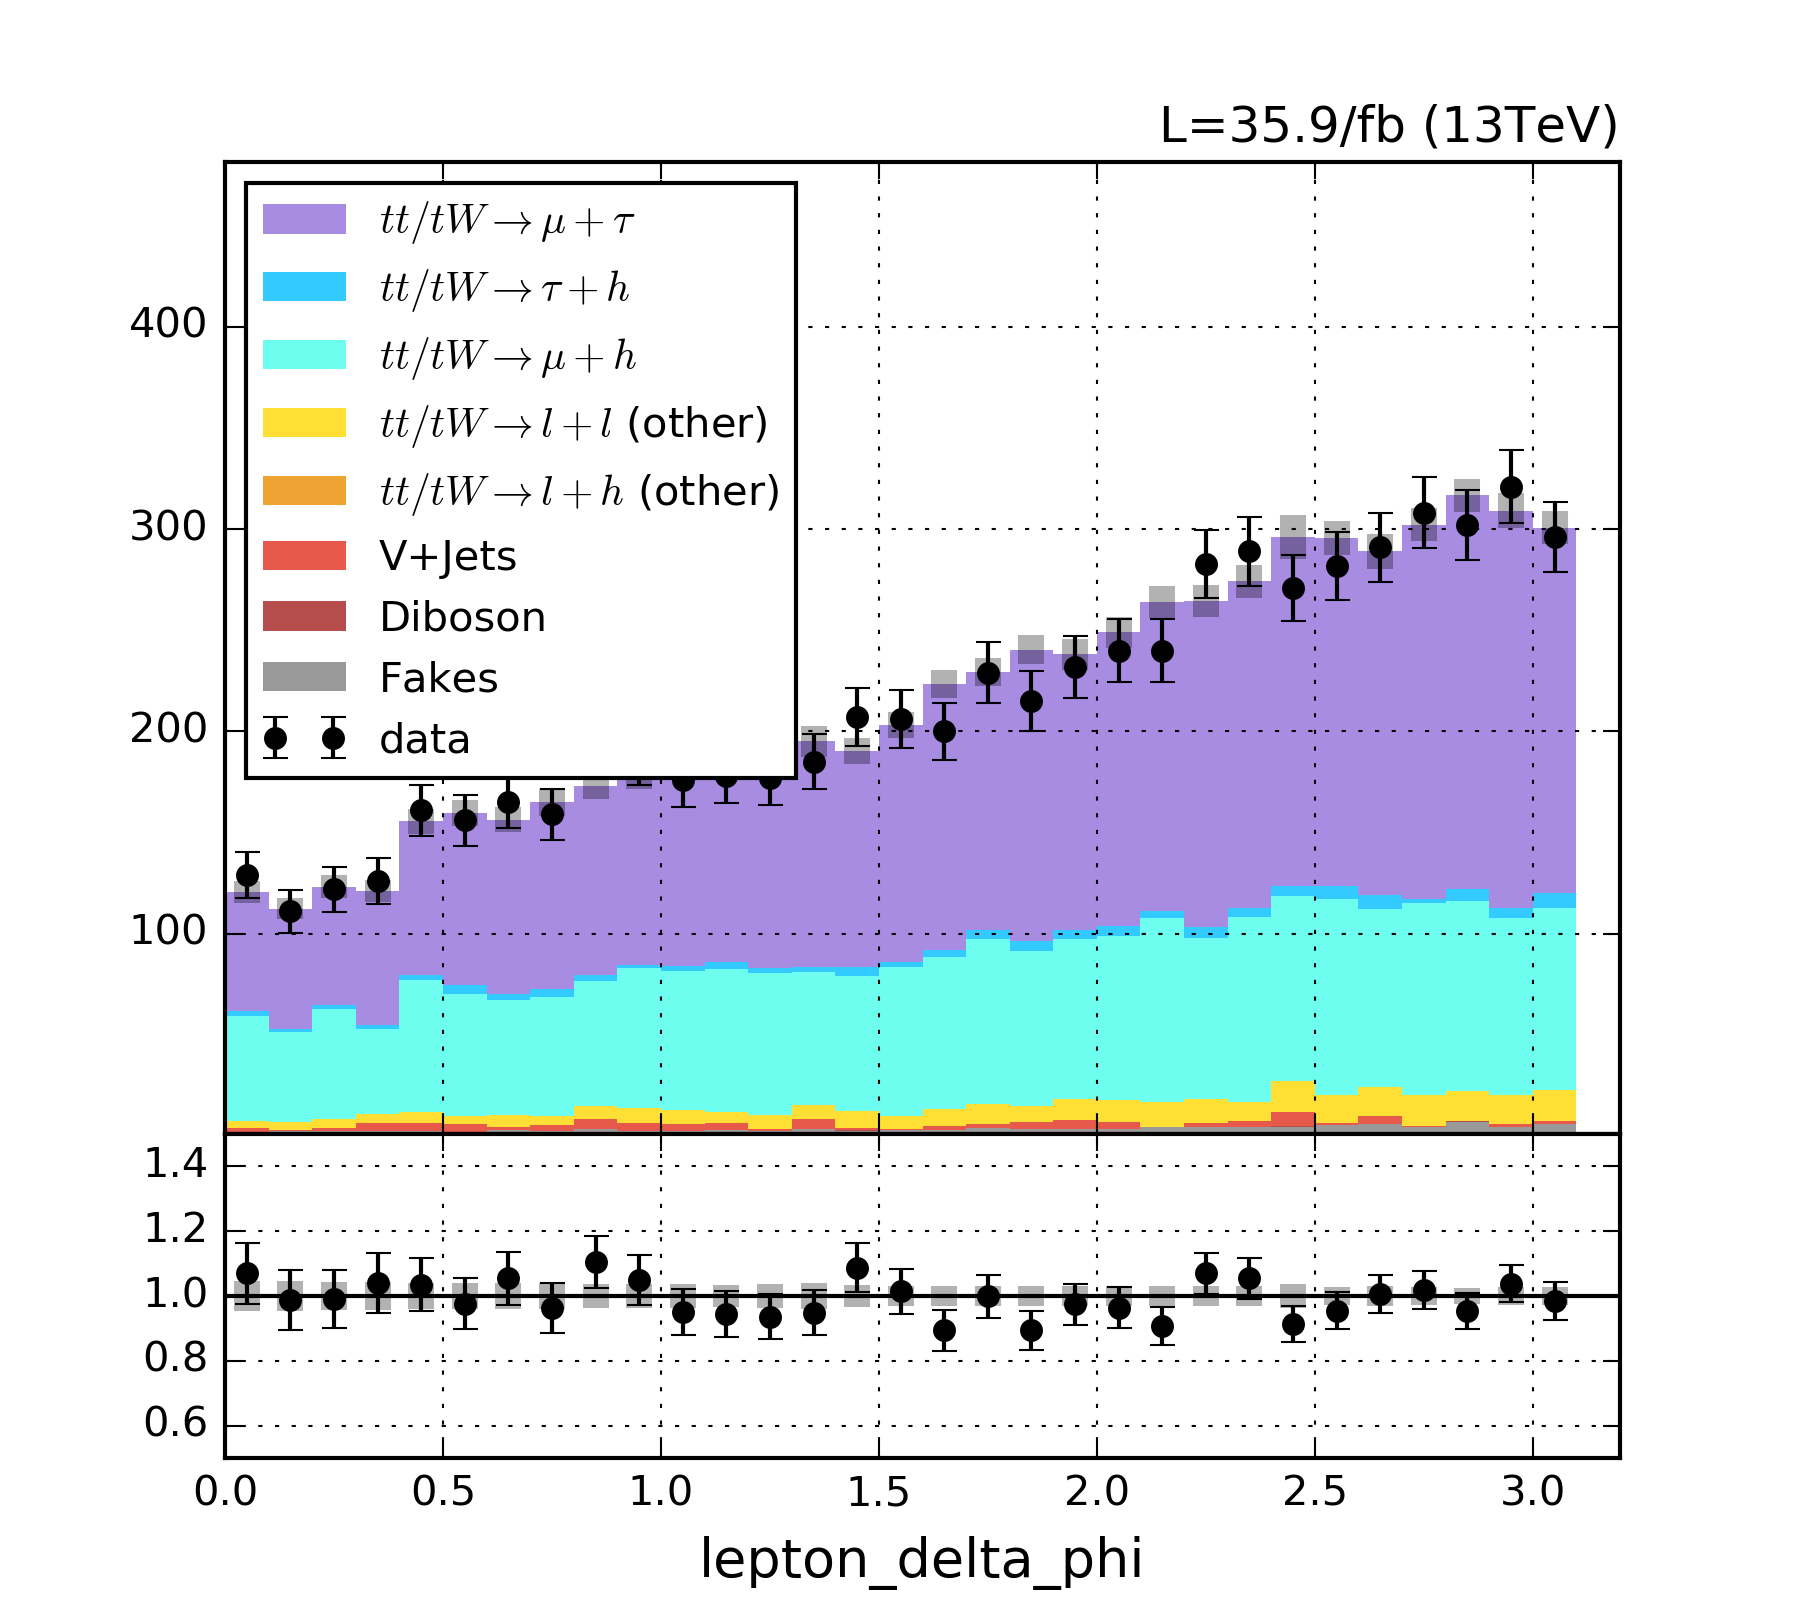 L=35.9/fb (13TeV)
tt/tW → μ + τ
tt/tW → τ + h
tt/tW → μ + h
tt/tW → l + l (other)
tt/tW → l + h (other)
V+Jets
Diboson
Fakes
data
400
300
200
100
1.4
1.2
1.0
0.8
0.6
0.0 0.5 1.0 1.5 2.0 2.5 3.0
lepton_delta_phi